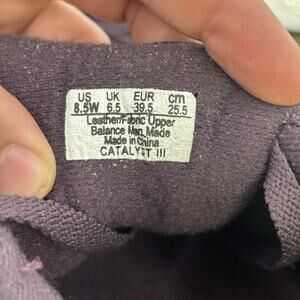 US UK EUR cm
8.5W 6.5 39.5 25.5
Leather/Fabric Upper
Balance Man Made
Made in China
CATALYST III